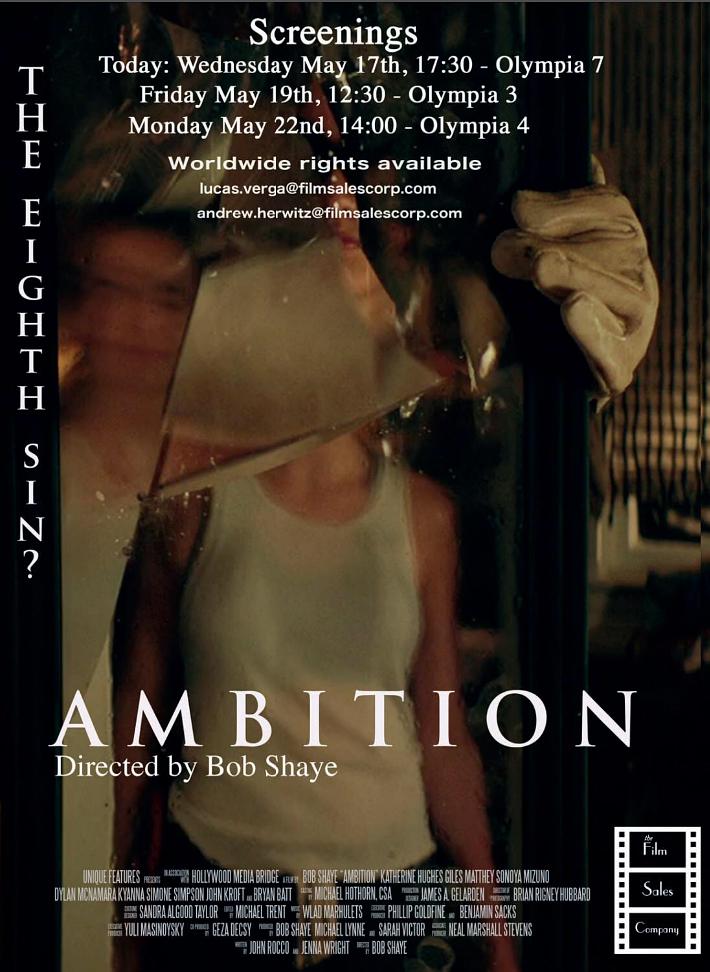 Screenings
Today: Wednesday May 17th, 17:30 - Olympia 7
Friday May 19th, 12:30 - Olympia 3
Monday May 22nd, 14:00 - Olympia 4
Worldwide rights available
lucas.verga@filmsalescorp.com
andrew.herwitz@filmsalescorp.com
THE EIGHTH SIN?
AMBITION
Directed by Bob Shaye
UNIQUE FEATURES PRESENTS IN ASSOCIATION WITH HOLLYWOOD MEDIA BRIDGE A FILM BY BOB SHAYE "AMBITION" KATHERINE HUGHES GILES MATTHEY SONOYA MIZUNO
DYLAN MCNAMARA KYANNA SIMONE SIMPSON JOHN KROFT AND BRYAN BATT CASTING BY MICHAEL HOTHORN, CSA PRODUCTION DESIGNER JAMES A. GELARDEN DIRECTOR OF PHOTOGRAPHY BRIAN RIGNEY HUBBARD
COSTUME DESIGNER SANDRA ALGOOD TAYLOR EDITED BY MICHAEL TRENT MUSIC BY WLAD MARHULETS EXECUTIVE PRODUCER PHILLIP GOLDFINE AND BENJAMIN SACKS
EXECUTIVE PRODUCER YULI MASINOVSKY CO-PRODUCED BY GEZA DECSY PRODUCED BY BOB SHAYE MICHAEL LYNNE AND SARAH VICTOR ASSOCIATE PRODUCER NEAL MARSHALL STEVENS
WRITTEN BY JOHN ROCCO AND JENNA WRIGHT DIRECTED BY BOB SHAYE
the
Film
Sales
Company